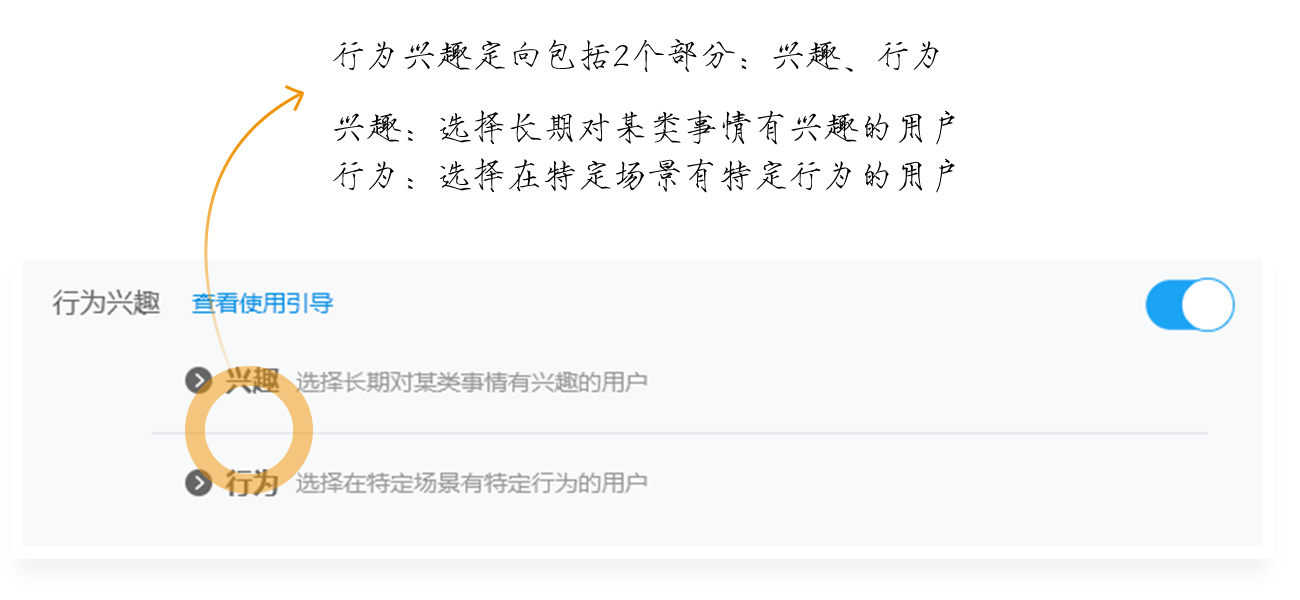 行为兴趣定向包括2个部分：兴趣、行为
兴趣：选择长期对某类事情有兴趣的用户
行为：选择在特定场景有特定行为的用户
行为兴趣 查看使用引导
兴趣 选择长期对某类事情有兴趣的用户
行为 选择在特定场景有特定行为的用户